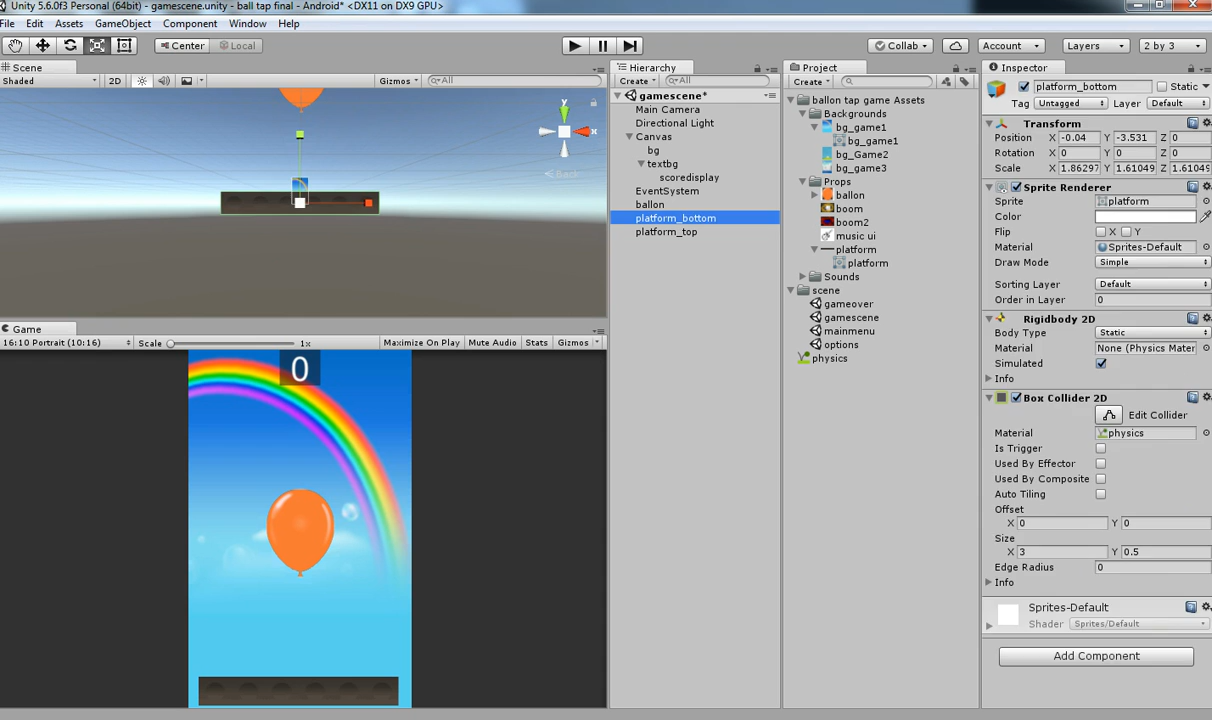 Unity 5.6.0f3 Personal (64bit) - gamescene.unity - ball tap final - Android* <DX11 on DX9 GPU>
File Edit Assets GameObject Component Window Help
Center Local Collab Account Layers 2 by 3
Scene
Shaded 2D Gizmos All
y
x
Back
Game
16:10 Portrait (10:16) Scale 1x Maximize On Play Mute Audio Stats Gizmos
0
Hierarchy
Create All
gamescene*
Main Camera
Directional Light
Canvas
bg
textbg
scoredisplay
EventSystem
ballon
platform_bottom
platform_top
Project
Create
ballon tap game Assets
Backgrounds
bg_game1
bg_game1
bg_Game2
bg_game3
Props
ballon
boom
boom2
music ui
platform
platform
Sounds
scene
gameover
gamescene
mainmenu
options
physics
Inspector
platform_bottom Static
Tag Untagged Layer Default
Transform
Position X -0.04 Y -3.531 Z 0
Rotation X 0 Y 0 Z 0
Scale X 1.86297 Y 1.61049 Z 1.61049
Sprite Renderer
Sprite platform
Color
Flip X Y
Material Sprites-Default
Draw Mode Simple
Sorting Layer Default
Order in Layer 0
Rigidbody 2D
Body Type Static
Material None (Physics Mater
Simulated
Info
Box Collider 2D
Edit Collider
Material physics
Is Trigger
Used By Effector
Used By Composite
Auto Tiling
Offset
X 0 Y 0
Size
X 3 Y 0.5
Edge Radius 0
Info
Sprites-Default
Shader Sprites/Default
Add Component